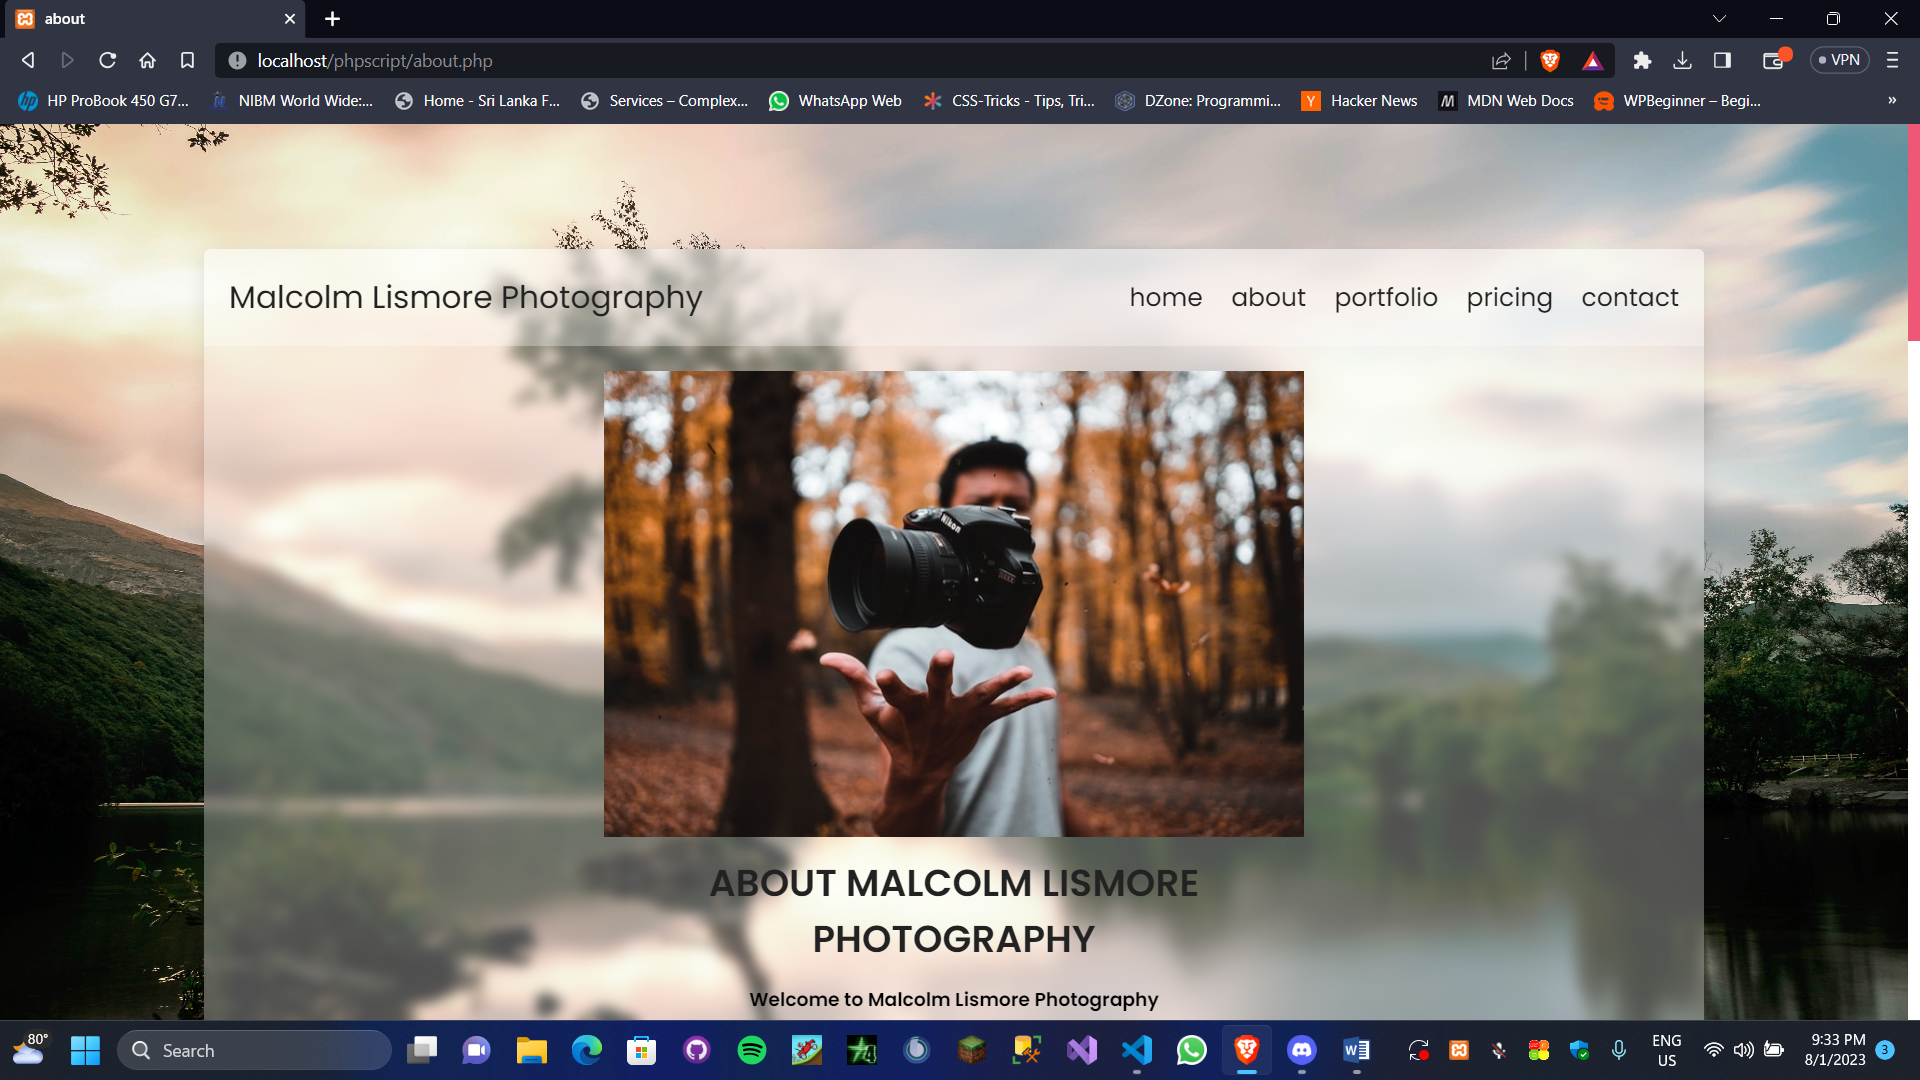 about
localhost/phpscript/about.php
VPN
HP ProBook 450 G7...
NIBM World Wide:...
Home - Sri Lanka F...
Services – Complex...
WhatsApp Web
CSS-Tricks - Tips, Tri...
DZone: Programmi...
Hacker News
MDN Web Docs
WPBeginner – Begi...
»
Malcolm Lismore Photography
home
about
portfolio
pricing
contact
Nikon
ABOUT MALCOLM LISMORE
PHOTOGRAPHY
Welcome to Malcolm Lismore Photography
80°
Search
ENG
US
9:33 PM
8/1/2023
3